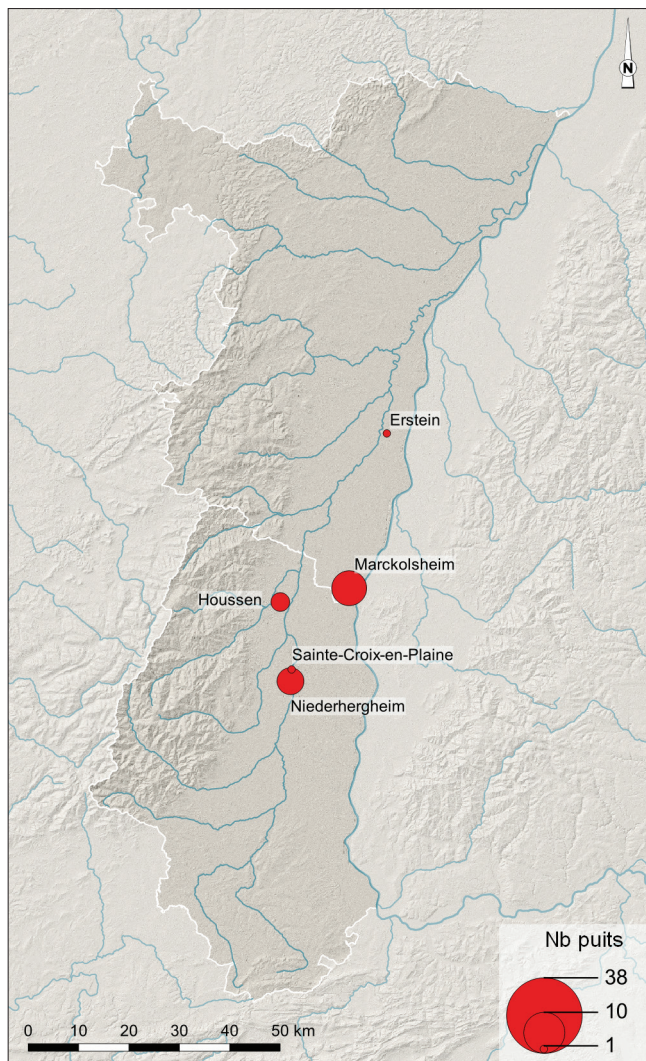 N
Erstein
Marckolsheim
Houssen
Sainte-Croix-en-Plaine
Niederhergheim
Nb puits
38
10
1
0 10 20 30 40 50 km